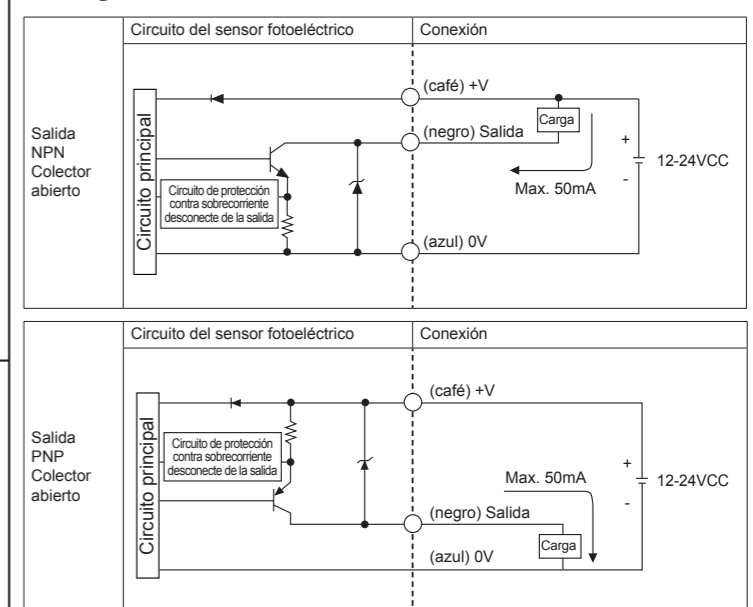 Circuito del sensor fotoeléctrico
Conexión
Salida
NPN
Colector
abierto
Circuito principal
Circuito de protección
contra sobrecorriente
desconecte de la salida
(café) +V
(negro) Salida
(azul) 0V
Carga
Max. 50mA
+
-
12-24VCC
Circuito del sensor fotoeléctrico
Conexión
Salida
PNP
Colector
abierto
Circuito principal
Circuito de protección
contra sobrecorriente
desconecte de la salida
(café) +V
Max. 50mA
(negro) Salida
(azul) 0V
Carga
+
-
12-24VCC